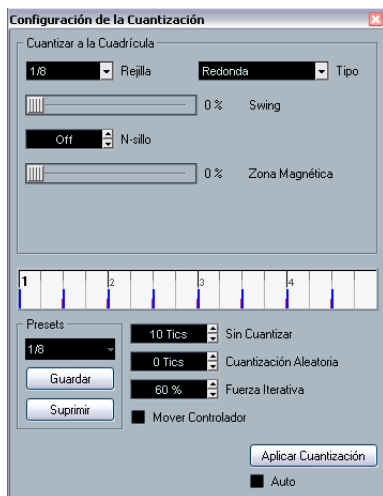 Configuración de la Cuantización
Cuantizar a la Cuadrícula
1/8 Rejilla Redonda Tipo
0 % Swing
Off N-sillo
0 % Zona Magnética
1 2 3 4
Presets
1/8
Guardar
Suprimir
10 Tics Sin Cuantizar
0 Tics Cuantización Aleatoria
60 % Fuerza Iterativa
Mover Controlador
Aplicar Cuantización
Auto